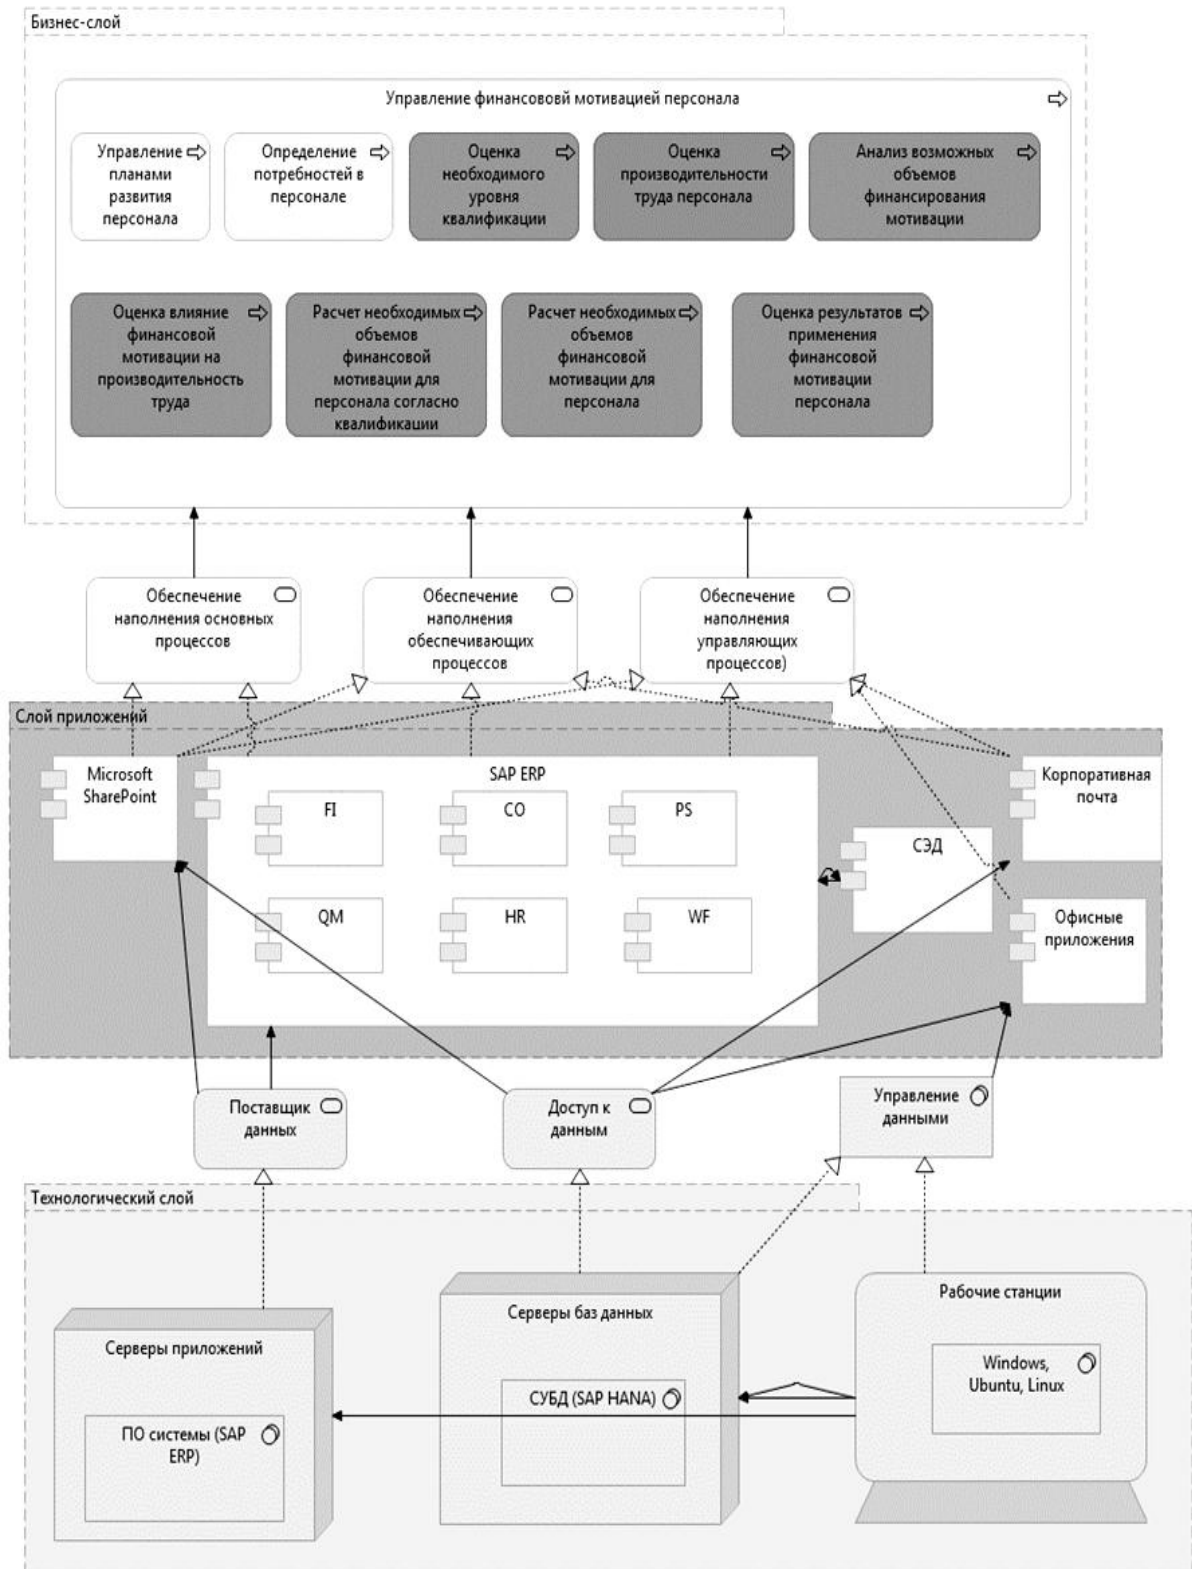 Бизнес-слой
Управление финансововй мотивацией персонала
Управление
планами
развития
персонала
Определение
потребностей в
персонале
Оценка
необходимого
уровня
квалификации
Оценка
производительности
труда персонала
Анализ возможных
объемов
финансирования
мотивации
Оценка влияние
финансовой
мотивации на
производительность
труда
Расчет необходимых
объемов
финансовой
мотивации для
персонала согласно
квалификации
Расчет необходимых
объемов
финансовой
мотивации для
персонала
Оценка результатов
применения
финансовой
мотивации
персонала
Обеспечение
наполнения основных
процессов
Обеспечение
наполнения
обеспечивающих
процессов
Обеспечение
наполнения
управляющих
процессов)
Слой приложений
Microsoft
SharePoint
SAP ERP
FI
CO
PS
QM
HR
WF
СЭД
Корпоративная
почта
Офисные
приложения
Поставщик
данных
Доступ к
данным
Управление
данными
Технологический слой
Серверы приложений
ПО системы (SAP
ERP)
Серверы баз данных
СУБД (SAP HANA)
Рабочие станции
Windows,
Ubuntu, Linux